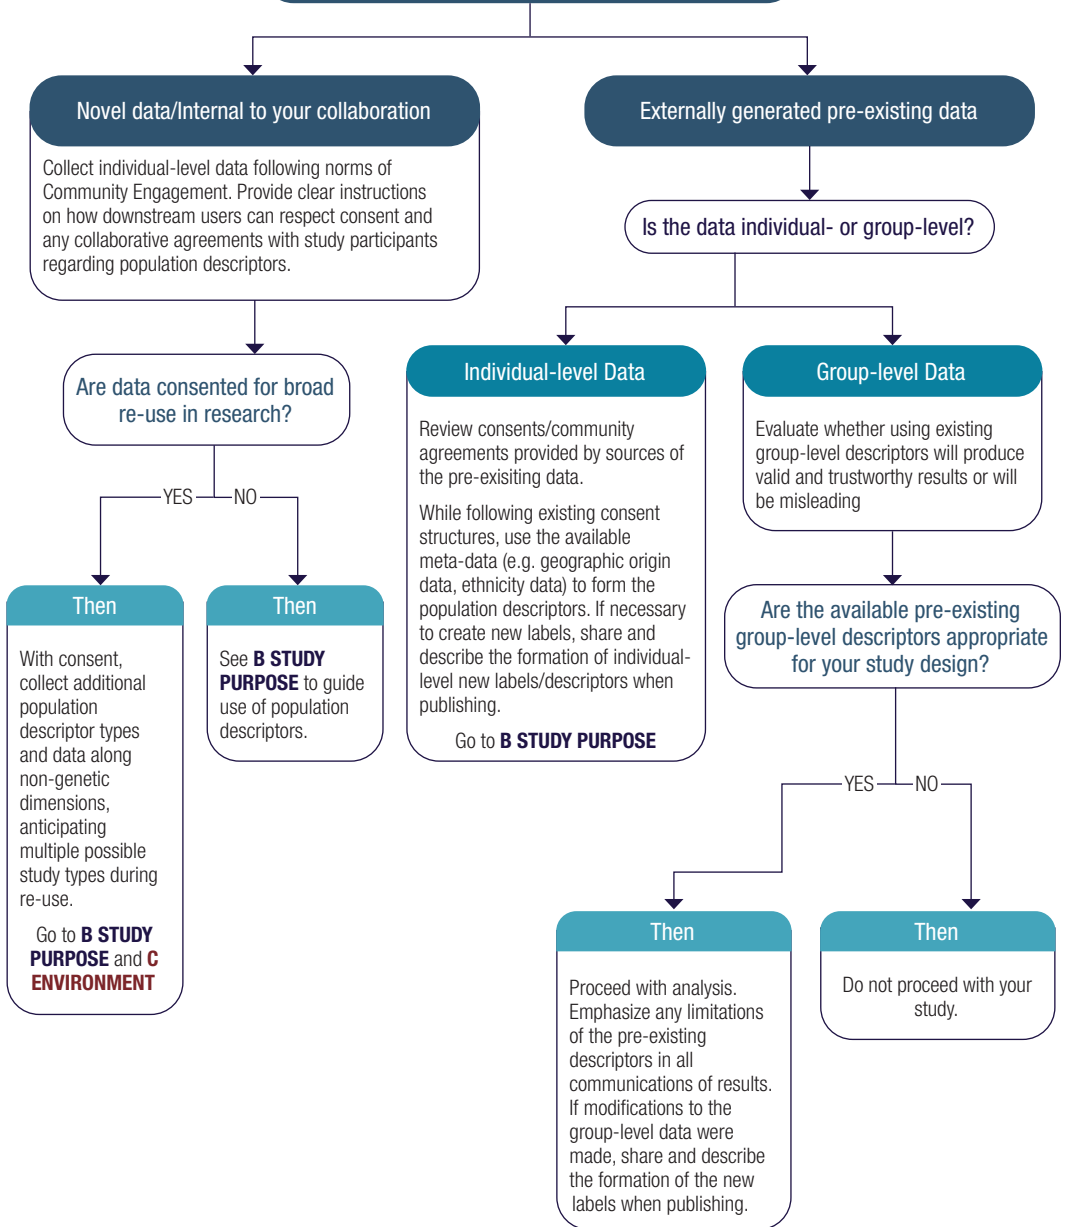 Novel data/Internal to your collaboration
Collect individual-level data following norms of
Community Engagement. Provide clear instructions
on how downstream users can respect consent and
any collaborative agreements with study participants
regarding population descriptors.
Externally generated pre-existing data
Is the data individual- or group-level?
Are data consented for broad
re-use in research?
YES
NO
Then
With consent,
collect additional
population
descriptor types
and data along
non-genetic
dimensions,
anticipating
multiple possible
study types during
re-use.
Go to B STUDY
PURPOSE and C
ENVIRONMENT
Then
See B STUDY
PURPOSE to guide
use of population
descriptors.
Individual-level Data
Review consents/community
agreements provided by sources of
the pre-exisiting data.
While following existing consent
structures, use the available
meta-data (e.g. geographic origin
data, ethnicity data) to form the
population descriptors. If necessary
to create new labels, share and
describe the formation of individual-
level new labels/descriptors when
publishing.
Go to B STUDY PURPOSE
Group-level Data
Evaluate whether using existing
group-level descriptors will produce
valid and trustworthy results or will
be misleading
Are the available pre-existing
group-level descriptors appropriate
for your study design?
YES
NO
Then
Proceed with analysis.
Emphasize any limitations
of the pre-existing
descriptors in all
communications of results.
If modifications to the
group-level data were
made, share and describe
the formation of the new
labels when publishing.
Then
Do not proceed with your
study.